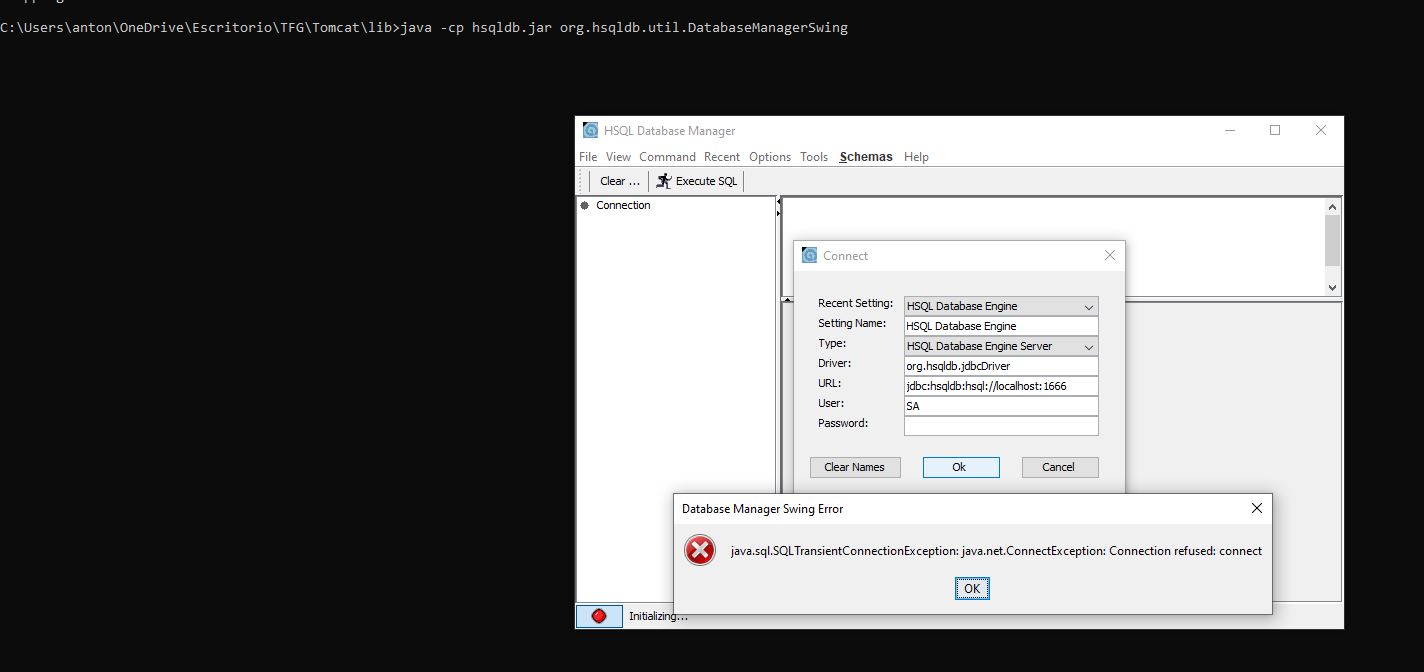 C:\Users\anton\OneDrive\Escritorio\TFG\Tomcat\lib>java -cp hsqldb.jar org.hsqldb.util.DatabaseManagerSwing
HSQL Database Manager
File View Command Recent Options Tools Schemas Help
Clear ... Execute SQL
Connection
Connect
Recent Setting: HSQL Database Engine
Setting Name: HSQL Database Engine
Type: HSQL Database Engine Server
Driver: org.hsqldb.jdbcDriver
URL: jdbc:hsqldb:hsql://localhost:1666
User: SA
Password:
Clear Names Ok Cancel
Database Manager Swing Error
java.sql.SQLTransientConnectionException: java.net.ConnectException: Connection refused: connect
OK
Initializing...